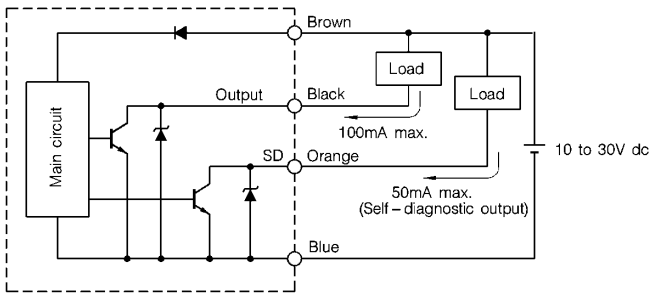 Brown
Load
Output
Black
Load
Main circuit
100mA max.
SD
Orange
10 to 30V dc
50mA max.
(Self-diagnostic output)
Blue